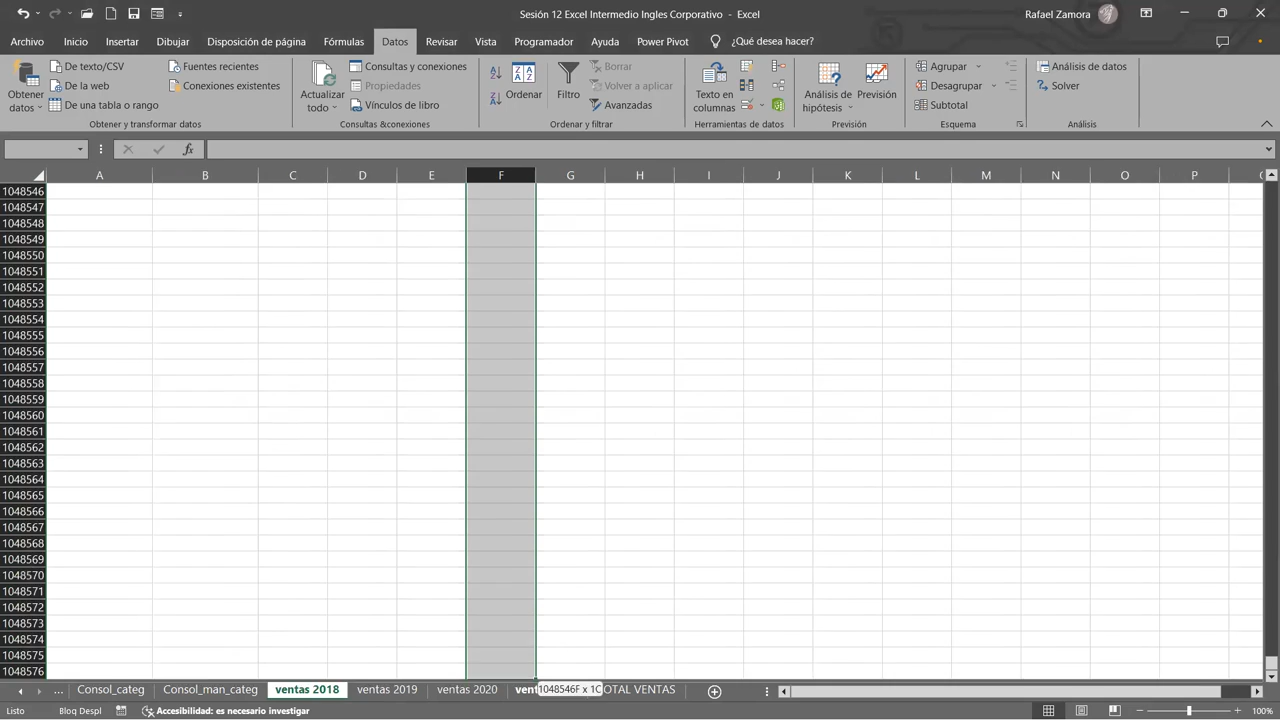 Sesión 12 Excel Intermedio Ingles Corporativo - Excel
Rafael Zamora
Archivo Inicio Insertar Dibujar Disposición de página Fórmulas Datos Revisar Vista Programador Ayuda Power Pivot ¿Qué desea hacer?
Obtener datos
De texto/CSV
De la web
De una tabla o rango
Fuentes recientes
Conexiones existentes
Obtener y transformar datos
Actualizar todo
Consultas y conexiones
Propiedades
Vínculos de libro
Consultas &conexiones
Ordenar
Filtro
Borrar
Volver a aplicar
Avanzadas
Ordenar y filtrar
Texto en columnas
Herramientas de datos
Análisis de hipótesis
Previsión
Previsión
Agrupar
Desagrupar
Subtotal
Esquema
Análisis de datos
Solver
Análisis
A B C D E F G H I J K L M N O P
1048546
1048547
1048548
1048549
1048550
1048551
1048552
1048553
1048554
1048555
1048556
1048557
1048558
1048559
1048560
1048561
1048562
1048563
1048564
1048565
1048566
1048567
1048568
1048569
1048570
1048571
1048572
1048573
1048574
1048575
1048576
... Consol_categ Consol_man_categ ventas 2018 ventas 2019 ventas 2020 1048546F x 1C OTAL VENTAS
Listo Bloq Despl Accesibilidad: es necesario investigar 100%